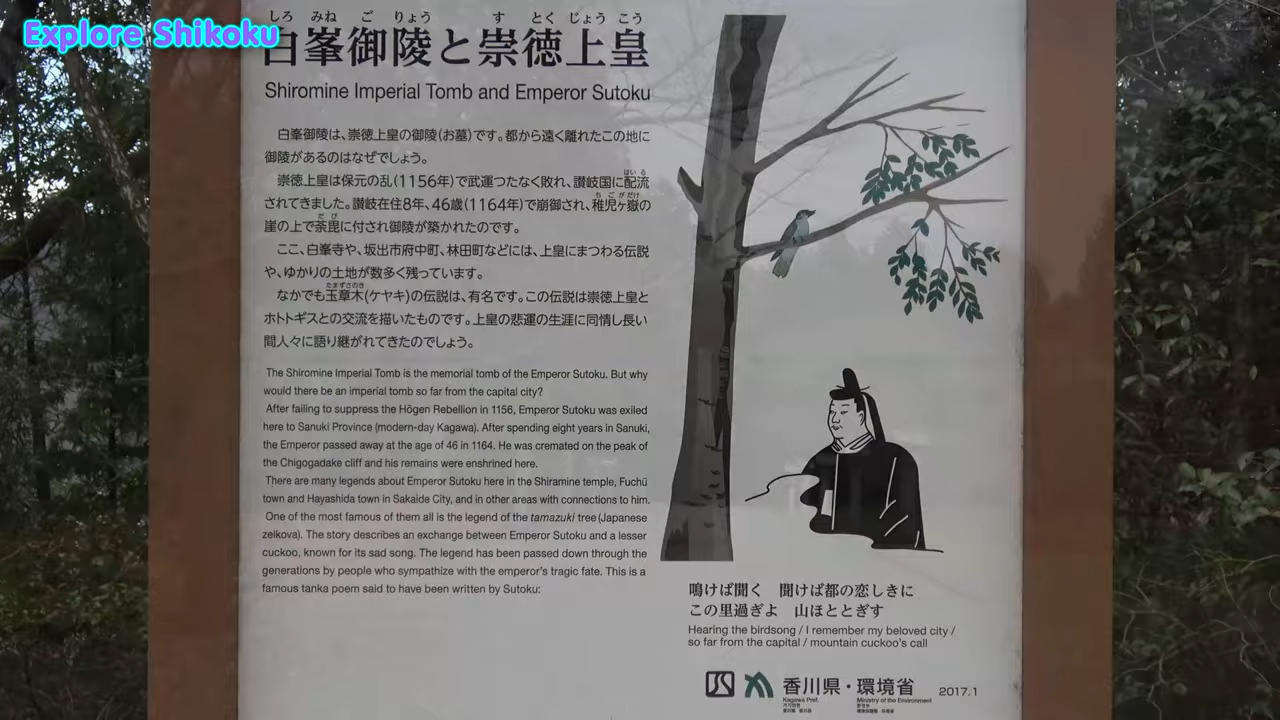 Explore Shikoku
しろ みね ご りょう す とく じょう こう
白峯御陵と崇徳上皇
Shiromine Imperial Tomb and Emperor Sutoku
白峯御陵は、崇徳上皇の御陵(お墓)です。都から遠く離れたこの地に
御陵があるのはなぜでしょう。
はいる
崇徳上皇は保元の乱(1156年)で武運つたなく敗れ、讃岐国に配流
ちごがだけ
されてきました。讃岐在住8年、46歳(1164年)で崩御され、稚児ヶ嶽の
だび
崖の上で荼毘に付され御陵が築かれたのです。
ここ、白峯寺や、坂出市府中町、林田町などには、上皇にまつわる伝説
や、ゆかりの土地が数多く残っています。
たまずさのき
なかでも玉章木(ケヤキ)の伝説は、有名です。この伝説は崇徳上皇と
ホトトギスとの交流を描いたものです。上皇の悲運の生涯に同情し長い
間人々に語り継がれてきたのでしょう。
The Shiromine Imperial Tomb is the memorial tomb of the Emperor Sutoku. But why
would there be an imperial tomb so far from the capital city?
After failing to suppress the Hōgen Rebellion in 1156, Emperor Sutoku was exiled
here to Sanuki Province (modern-day Kagawa). After spending eight years in Sanuki,
the Emperor passed away at the age of 46 in 1164. He was cremated on the peak of
the Chigogadake cliff and his remains were enshrined here.
There are many legends about Emperor Sutoku here in the Shiramine temple, Fuchū
town and Hayashida town in Sakaide City, and in other areas with connections to him.
One of the most famous of them all is the legend of the tamazuki tree (Japanese
zelkova). The story describes an exchange between Emperor Sutoku and a lesser
cuckoo, known for its sad song. The legend has been passed down through the
generations by people who sympathize with the emperor's tragic fate. This is a
famous tanka poem said to have been written by Sutoku:
鳴けば聞く 聞けば都の恋しきに
この里過ぎよ 山ほととぎす
Hearing the birdsong / I remember my beloved city /
so far from the capital / mountain cuckoo's call
香川県・環境省
Kagawa Pref. Ministry of the Environment
2017.1